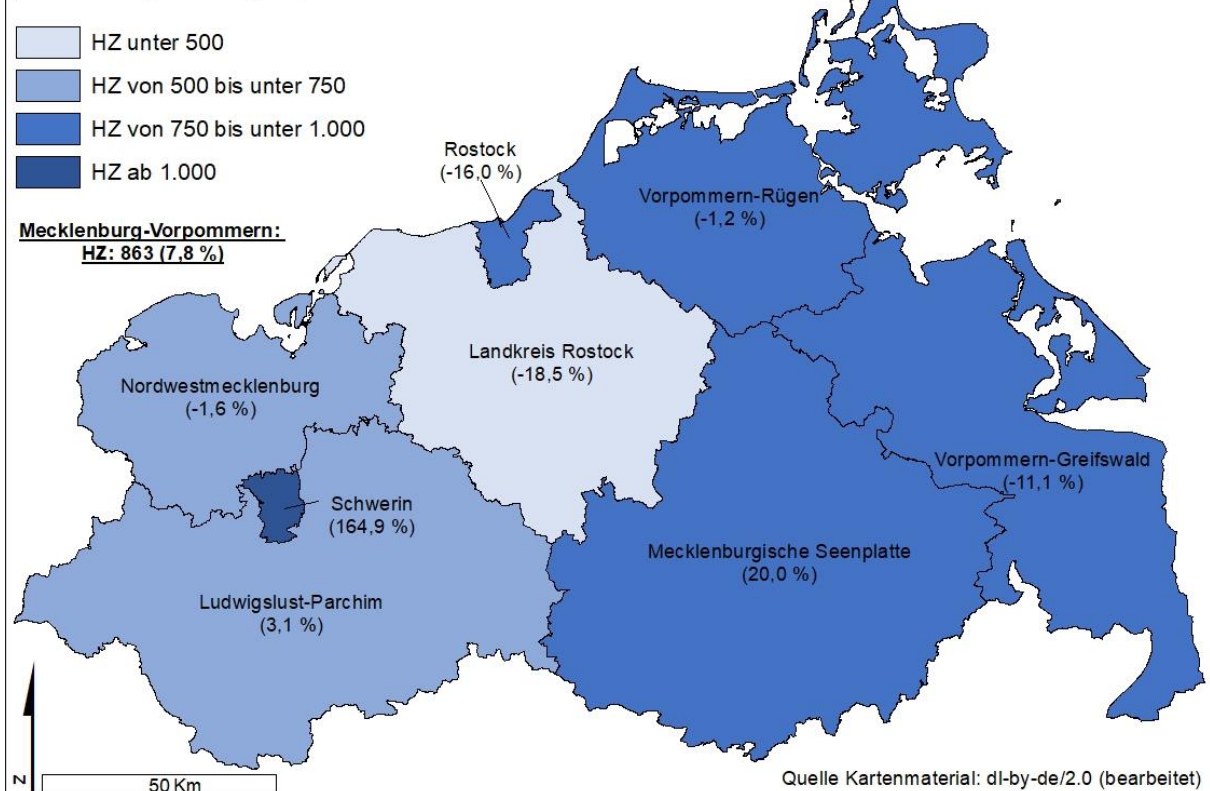 HZ unter 500
HZ von 500 bis unter 750
HZ von 750 bis unter 1.000
HZ ab 1.000
Mecklenburg-Vorpommern:
HZ: 863 (7,8 %)
Rostock
(-16,0 %)
Vorpommern-Rügen
(-1,2 %)
Landkreis Rostock
(-18,5 %)
Nordwestmecklenburg
(-1,6 %)
Vorpommern-Greifswald
(-11,1 %)
Schwerin
(164,9 %)
Mecklenburgische Seenplatte
(20,0 %)
Ludwigslust-Parchim
(3,1 %)
N
50 Km
Quelle Kartenmaterial: dl-by-de/2.0 (bearbeitet)